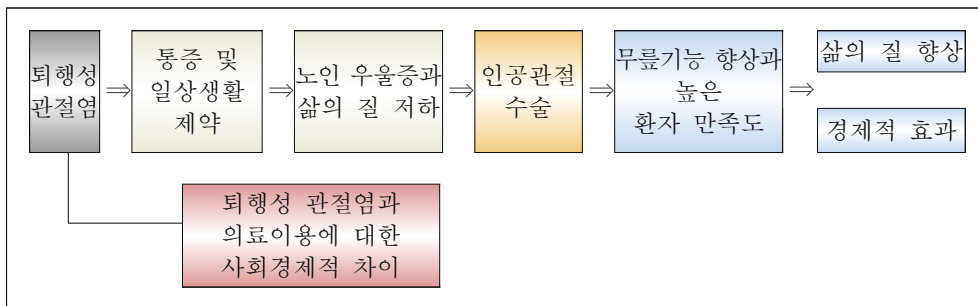 퇴행성
관절염
⇒
통증 및
일상생활
제약
⇒
노인 우울증과
삶의 질 저하
⇒
인공관절
수술
⇒
무릎기능 향상과
높은
환자 만족도
⇒
삶의 질 향상
경제적 효과
퇴행성 관절염과
의료이용에 대한
사회경제적 차이